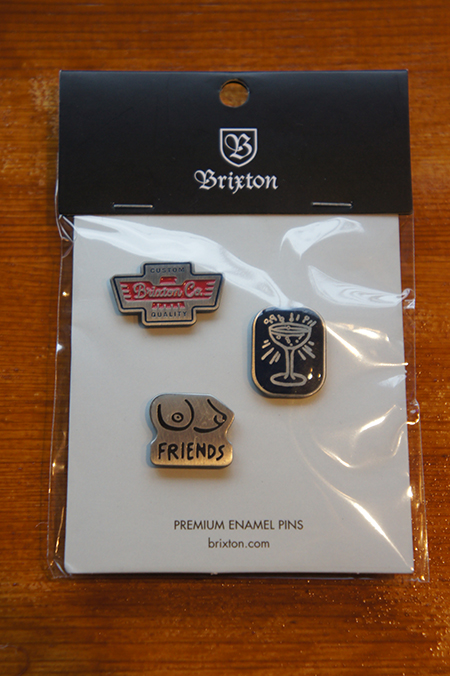 B
Brixton
CUSTOM
Brixton Co.
QUALITY
FRIENDS
PREMIUM ENAMEL PINS
brixton.com